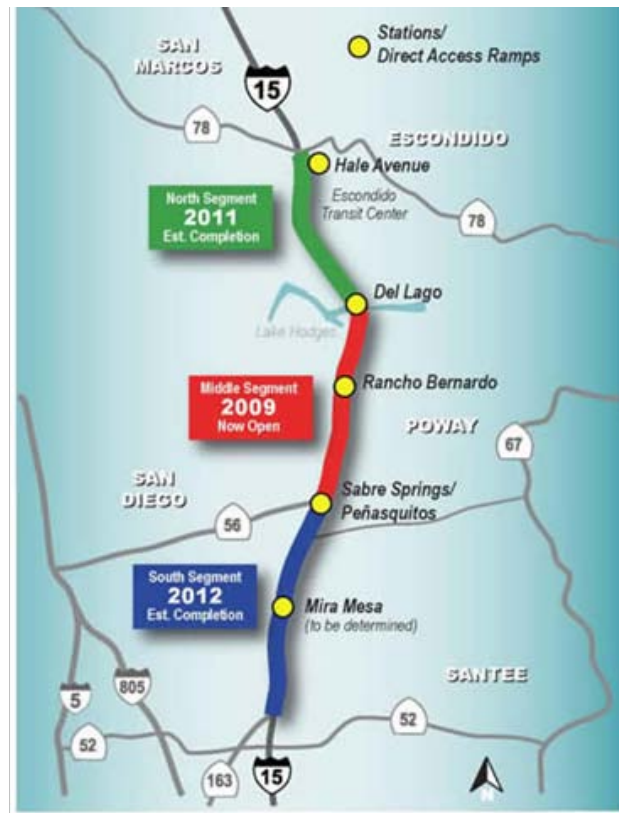 Stations/
Direct Access Ramps
SAN
MARCOS
15
78
ESCONDIDO
Hale Avenue
North Segment
2011
Est. Completion
Escondido
Transit Center
78
Del Lago
Lake Hodges
Middle Segment
2009
Now Open
Rancho Bernardo
POWAY
67
SAN
DIEGO
Sabre Springs/
Peñasquitos
56
South Segment
2012
Est. Completion
Mira Mesa
(to be determined)
SANTEE
5
805
52
52
163
15
N